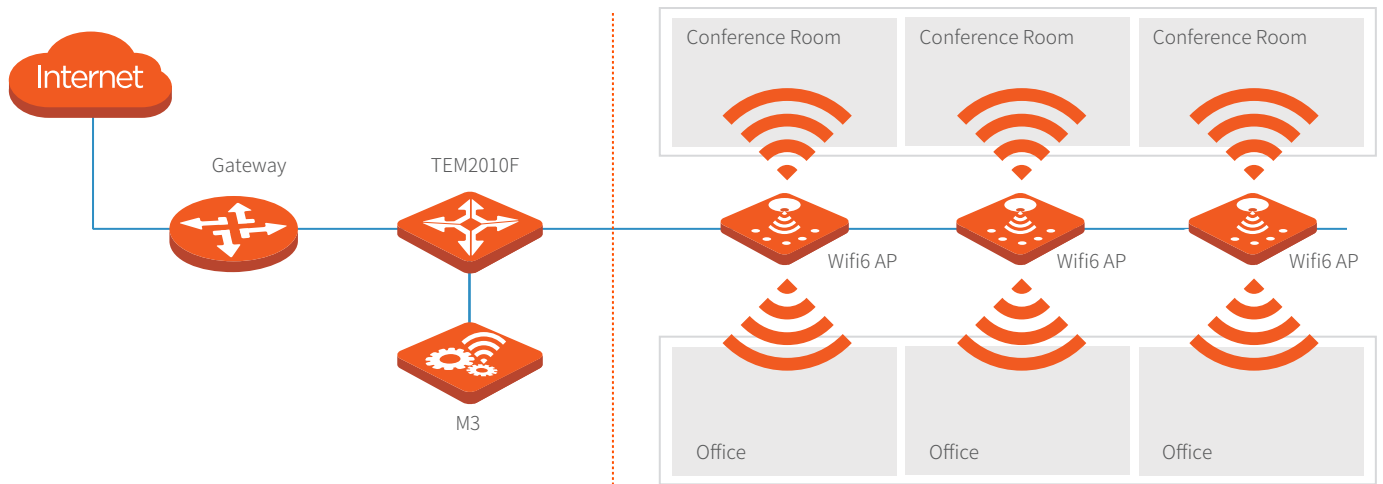 Internet
Gateway
TEM2010F
M3
Conference Room
Conference Room
Conference Room
Wifi6 AP
Wifi6 AP
Wifi6 AP
Office
Office
Office